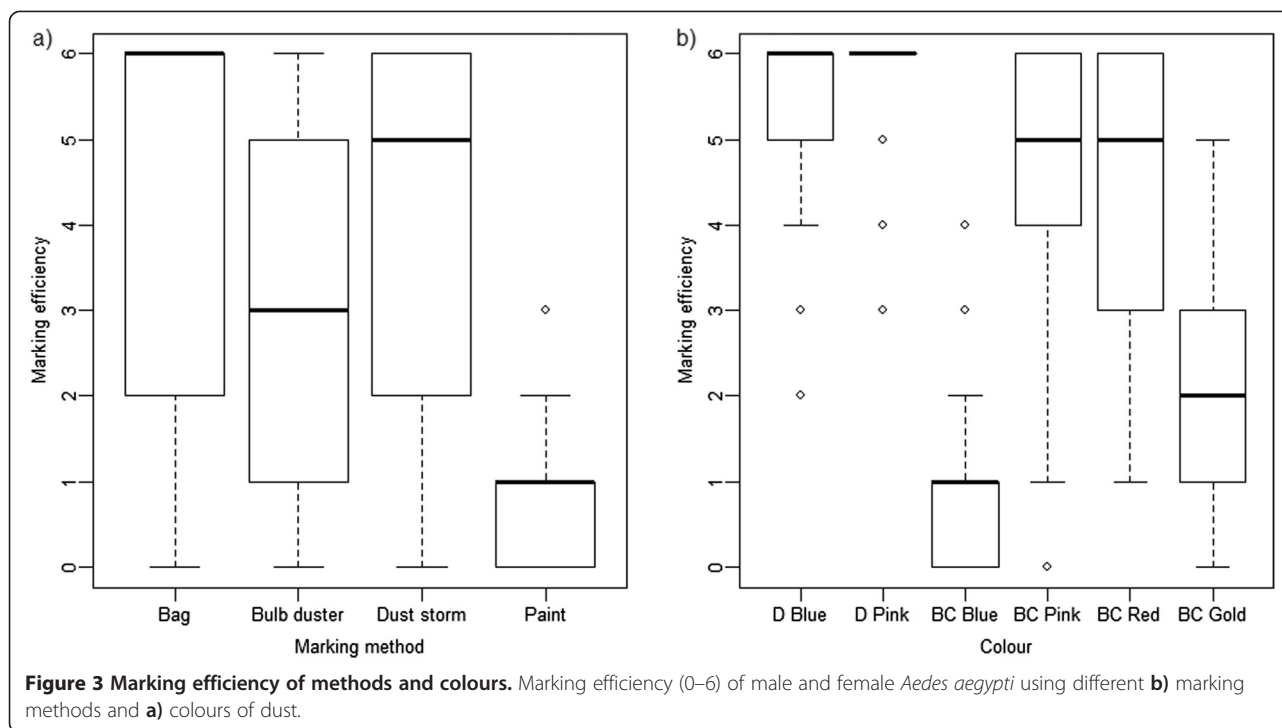 a)
6
5
4
3
2
1
0
Marking efficiency
Bag Bulb duster Dust storm Paint
Marking method
b)
6
5
4
3
2
1
0
Marking efficiency
D Blue D Pink BC Blue BC Pink BC Red BC Gold
Colour
Figure 3 Marking efficiency of methods and colours. Marking efficiency (0–6) of male and female Aedes aegypti using different b) marking
methods and a) colours of dust.